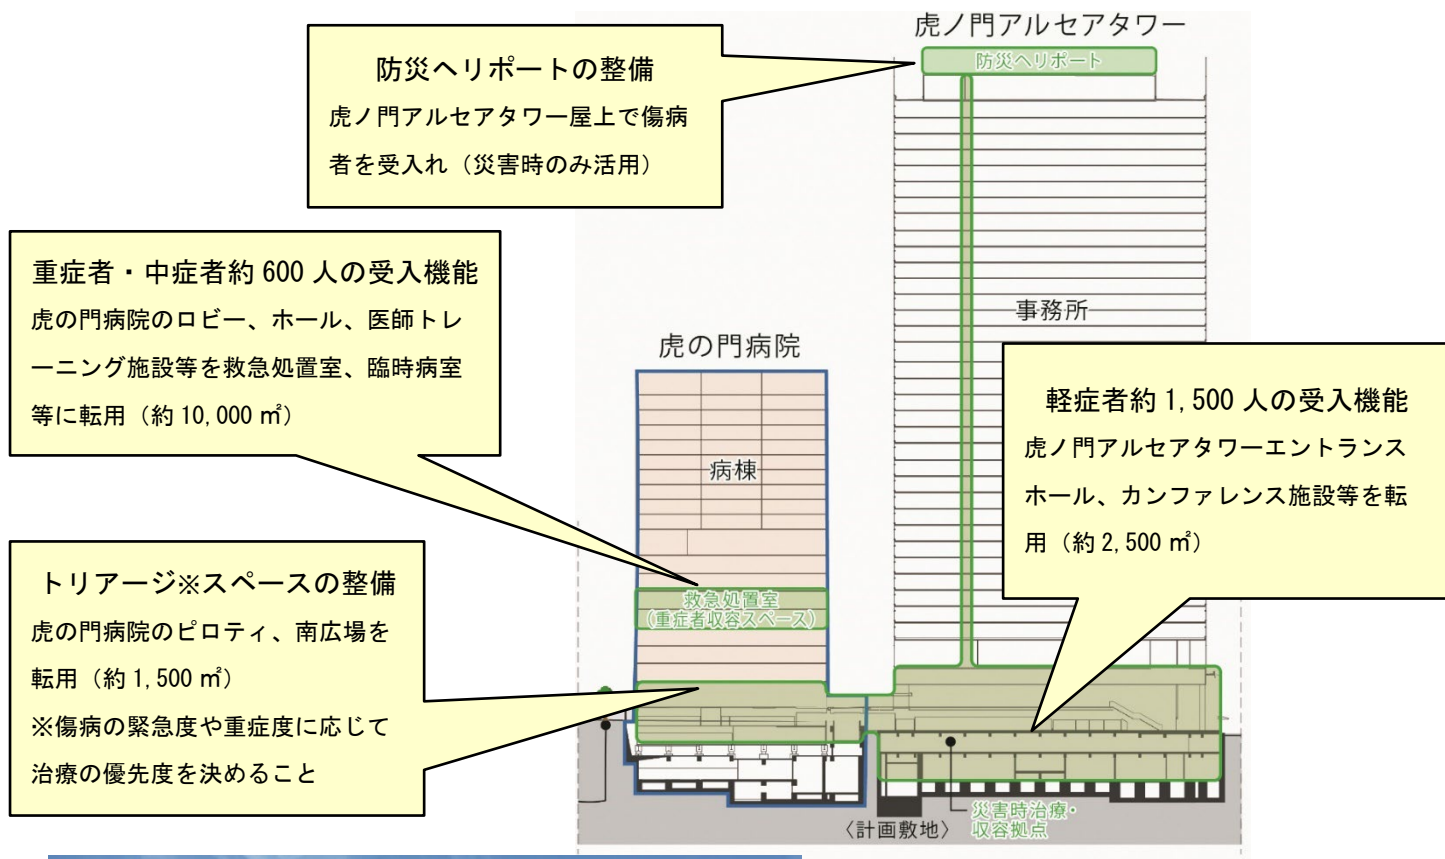 虎ノ門アルセアタワー
防災ヘリポート
防災ヘリポートの整備
虎ノ門アルセアタワー屋上で傷病
者を受入れ（災害時のみ活用）
重症者・中症者約 600 人の受入機能
虎の門病院のロビー、ホール、医師トレ
ーニング施設等を救急処置室、臨時病室
等に転用（約 10,000 ㎡）
事務所
虎の門病院
病棟
軽症者約 1,500 人の受入機能
虎ノ門アルセアタワーエントランス
ホール、カンファレンス施設等を転
用（約 2,500 ㎡）
救急処置室
（重症者収容スペース）
トリアージ※スペースの整備
虎の門病院のピロティ、南広場を
転用（約 1,500 ㎡）
※傷病の緊急度や重症度に応じて
治療の優先度を決めること
災害時治療・
収容拠点
〈計画敷地〉